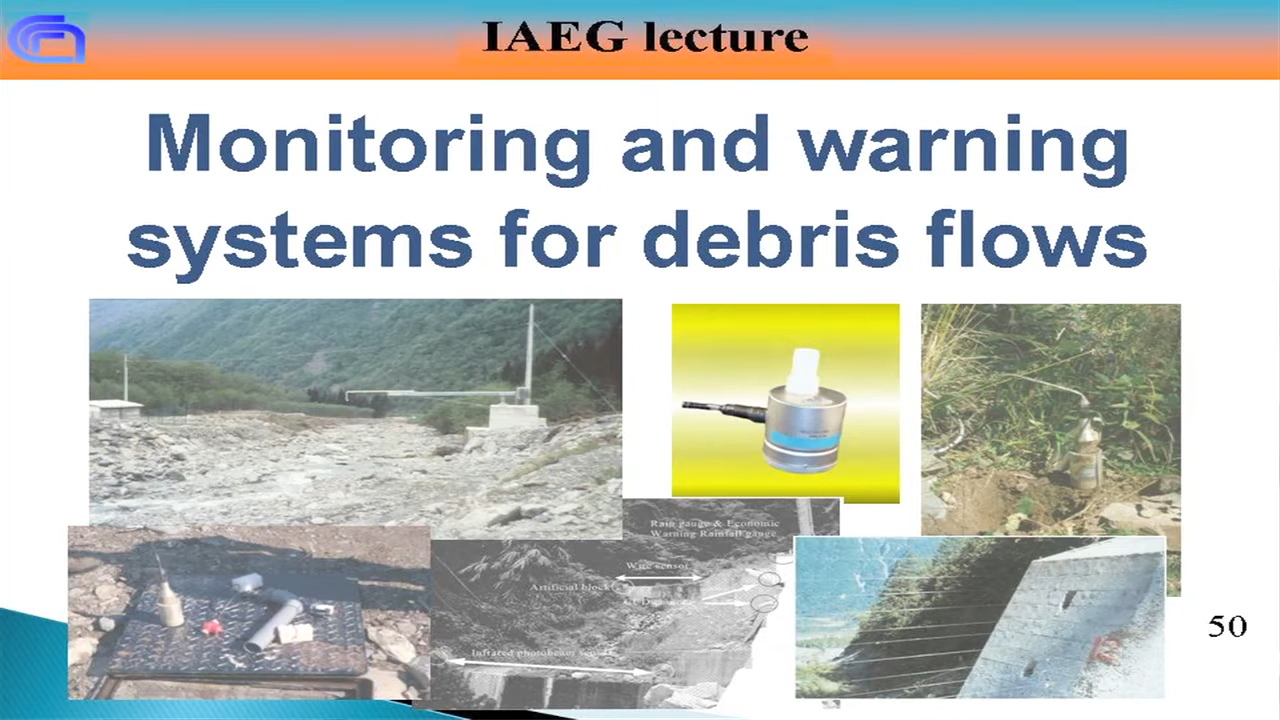 IAEG lecture
Monitoring and warning
systems for debris flows
Rain gauge & Economic
Warning Rainfall gauge
Wire sensor
Artificial block
Infrared photobeam sensor
50